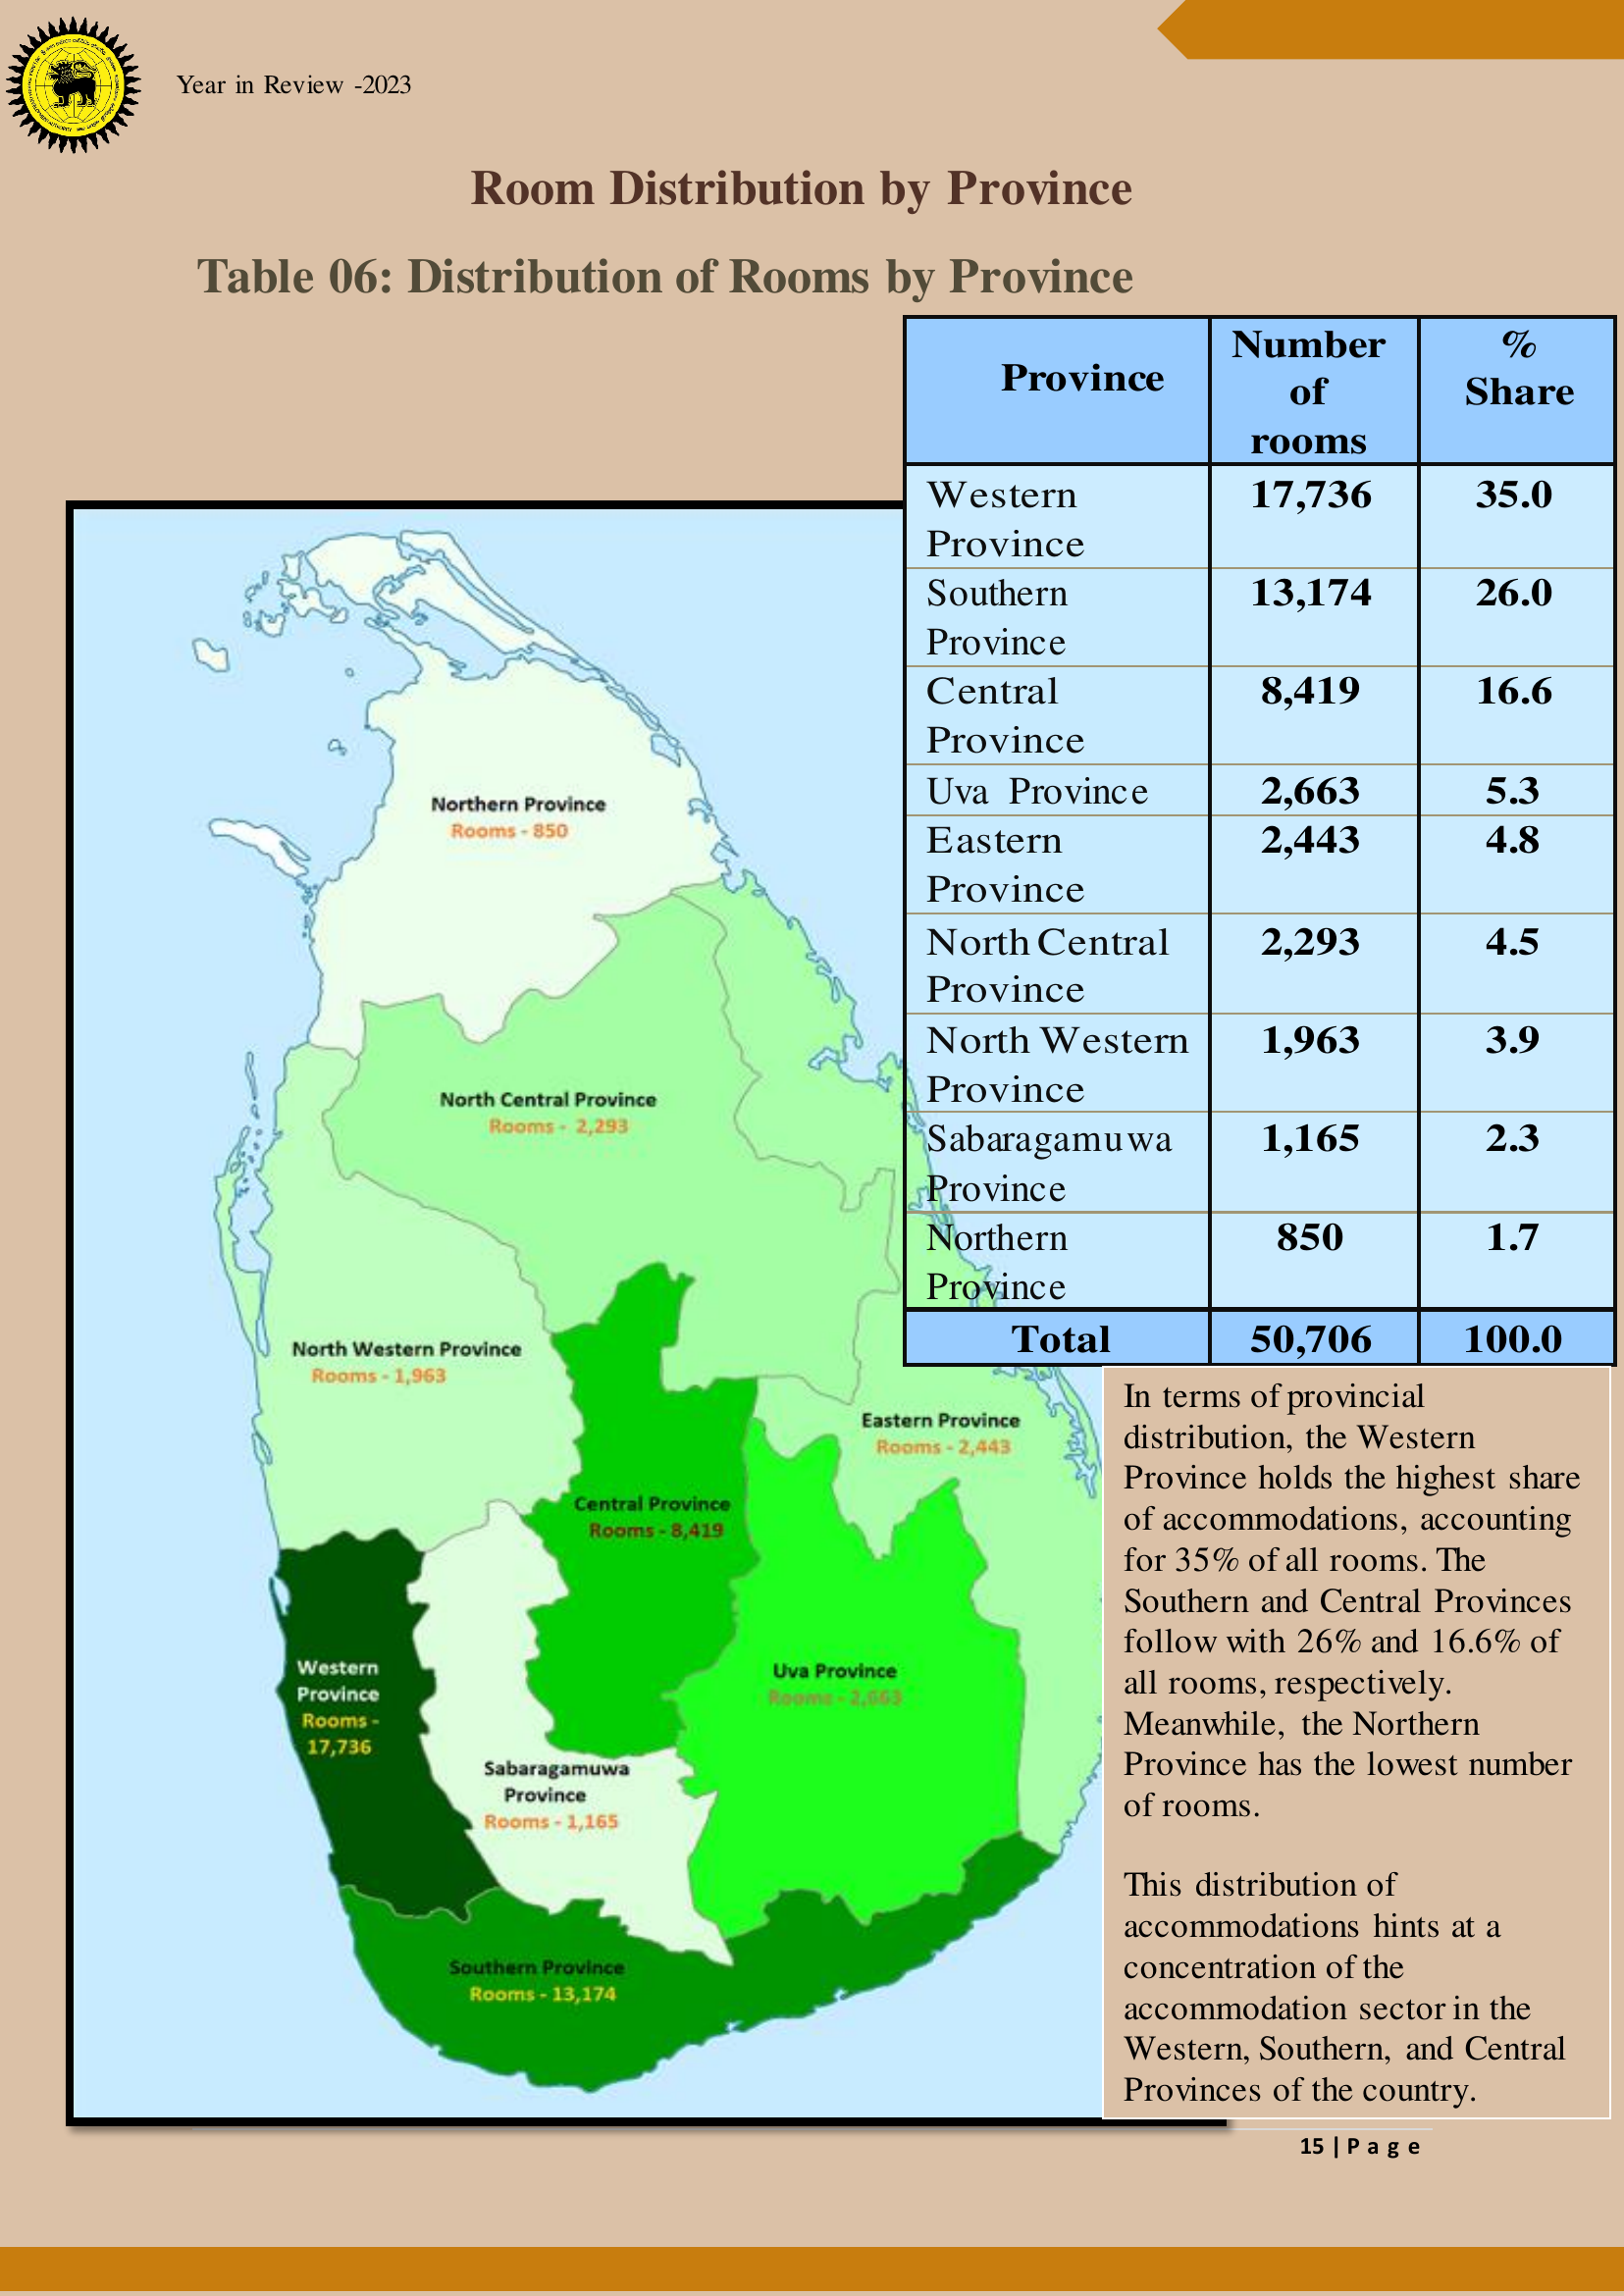 Year in Review -2023
Room Distribution by Province
Table 06: Distribution of Rooms by Province
Province
Number
of
rooms
%
Share
Western
Province
17,736
35.0
Southern
Province
13,174
26.0
Central
Province
8,419
16.6
Uva Province
2,663
5.3
Eastern
Province
2,443
4.8
North Central
Province
2,293
4.5
North Western
Province
1,963
3.9
Sabaragamuwa
Province
1,165
2.3
Northern
Province
850
1.7
Total
50,706
100.0
Northern Province
Rooms - 850
North Central Province
Rooms - 2,293
North Western Province
Rooms - 1,963
Eastern Province
Rooms - 2,443
Central Province
Rooms - 8,419
Western
Province
Rooms -
17,736
Uva Province
Rooms - 2,663
Sabaragamuwa
Province
Rooms - 1,165
Southern Province
Rooms - 13,174
In terms of provincial
distribution, the Western
Province holds the highest share
of accommodations, accounting
for 35% of all rooms. The
Southern and Central Provinces
follow with 26% and 16.6% of
all rooms, respectively.
Meanwhile, the Northern
Province has the lowest number
of rooms.
This distribution of
accommodations hints at a
concentration of the
accommodation sector in the
Western, Southern, and Central
Provinces of the country.
15 | P a g e